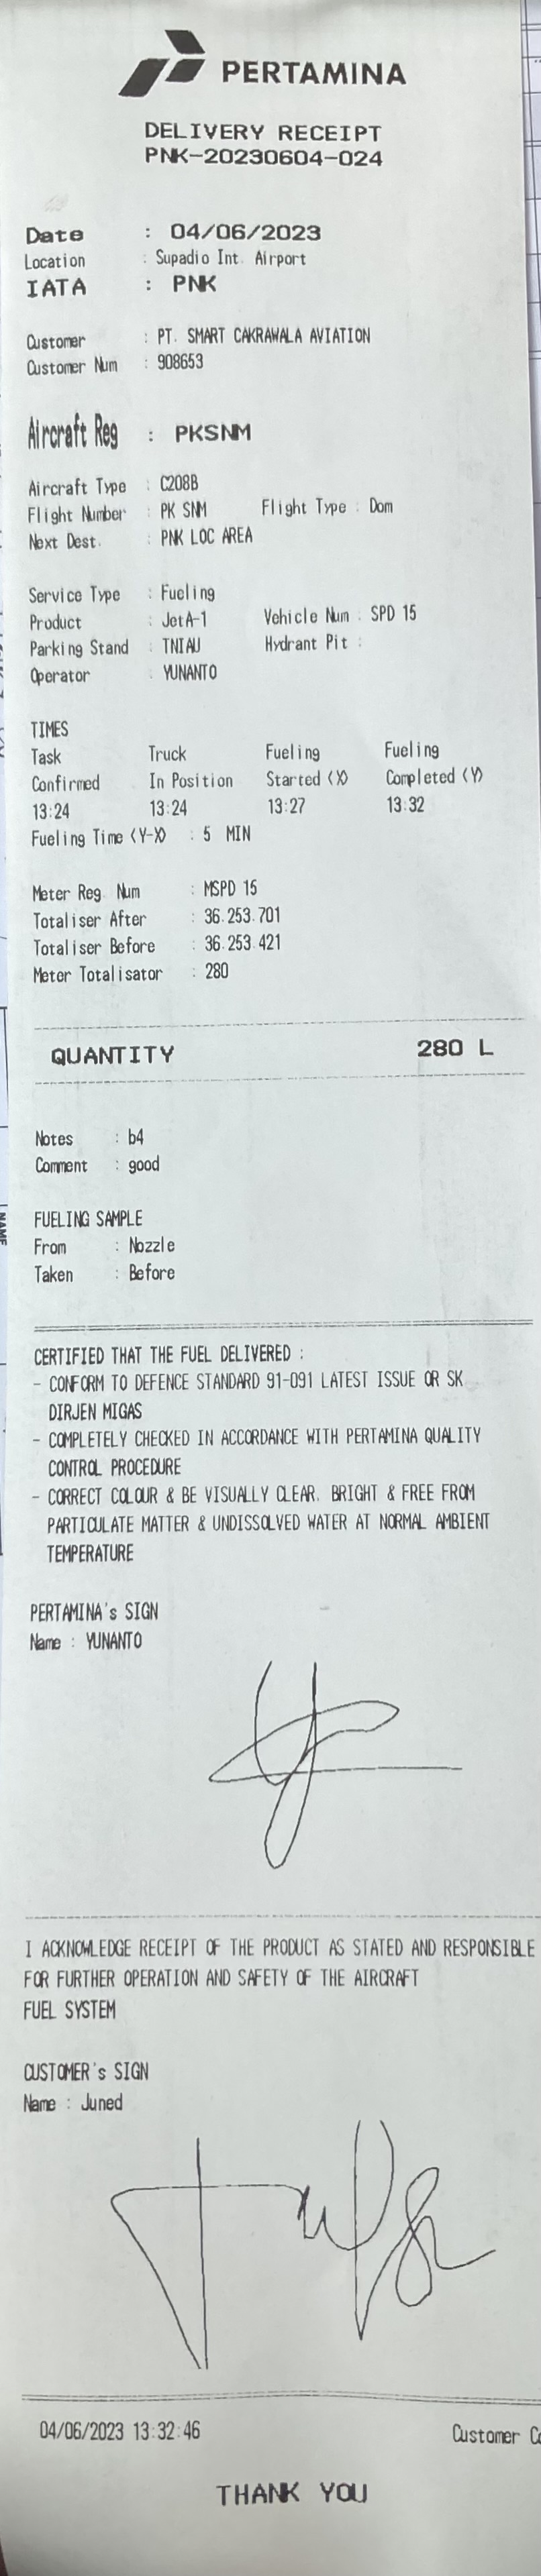 PERTAMINA
DELIVERY RECEIPT
PNK-20230604-024
Date : 04/06/2023
Location : Supadio Int. Airport
IATA : PNK
Customer : PT. SMART CAKRAWALA AVIATION
Customer Num : 908653
Aircraft Reg : PKSNM
Aircraft Type : C208B
Flight Number : PK SNM Flight Type : Dom
Next Dest. : PNK LOC AREA
Service Type : Fueling
Product : JetA-1 Vehicle Num : SPD 15
Parking Stand : TNIAU Hydrant Pit :
Operator : YUNANTO
TIMES
Task Truck Fueling Fueling
Confirmed In Position Started (X) Completed (Y)
13:24 13:24 13:27 13:32
Fueling Time (Y-X) : 5 MIN
Meter Reg. Num : MSPD 15
Totaliser After : 36.253.701
Totaliser Before : 36.253.421
Meter Totalisator : 280
QUANTITY 280 L
Notes : b4
Comment : good
FUELING SAMPLE
From : Nozzle
Taken : Before
CERTIFIED THAT THE FUEL DELIVERED :
- CONFORM TO DEFENCE STANDARD 91-091 LATEST ISSUE OR SK
DIRJEN MIGAS
- COMPLETELY CHECKED IN ACCORDANCE WITH PERTAMINA QUALITY
CONTROL PROCEDURE
- CORRECT COLOUR & BE VISUALLY CLEAR. BRIGHT & FREE FROM
PARTICULATE MATTER & UNDISSOLVED WATER AT NORMAL AMBIENT
TEMPERATURE
PERTAMINA's SIGN
Name : YUNANTO
I ACKNOWLEDGE RECEIPT OF THE PRODUCT AS STATED AND RESPONSIBLE
FOR FURTHER OPERATION AND SAFETY OF THE AIRCRAFT
FUEL SYSTEM
CUSTOMER's SIGN
Name : Juned
04/06/2023 13:32:46 Customer Co
THANK YOU
NAME